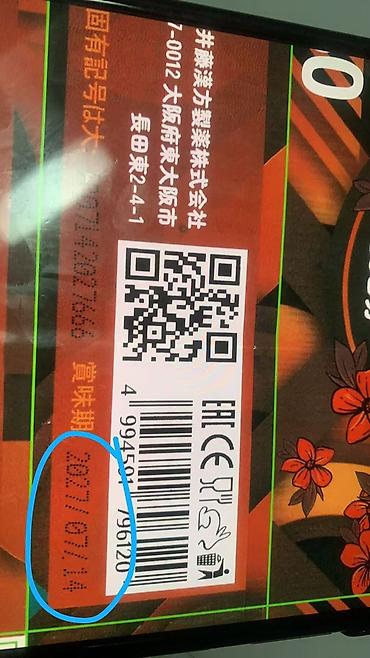 0
井藤漢方製薬株式会社
7-0012 大阪府東大阪市
長田東2-4-1
EAC CE
4 796120
固有記号は大
賞味期 2027/07/14